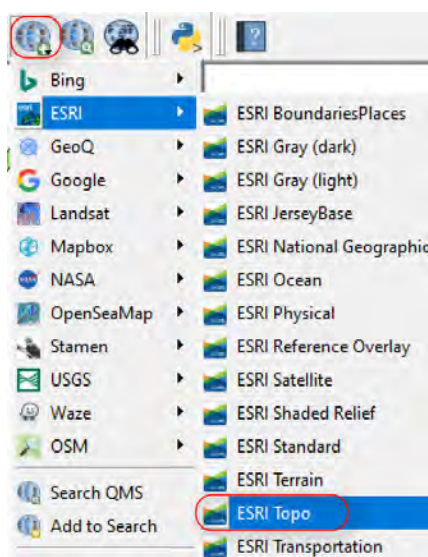 Bing
ESRI
GeoQ
Google
Landsat
Mapbox
NASA
OpenSeaMap
Stamen
USGS
Waze
OSM
Search QMS
Add to Search
ESRI BoundariesPlaces
ESRI Gray (dark)
ESRI Gray (light)
ESRI JerseyBase
ESRI National Geographic
ESRI Ocean
ESRI Physical
ESRI Reference Overlay
ESRI Satellite
ESRI Shaded Relief
ESRI Standard
ESRI Terrain
ESRI Topo
ESRI Transportation